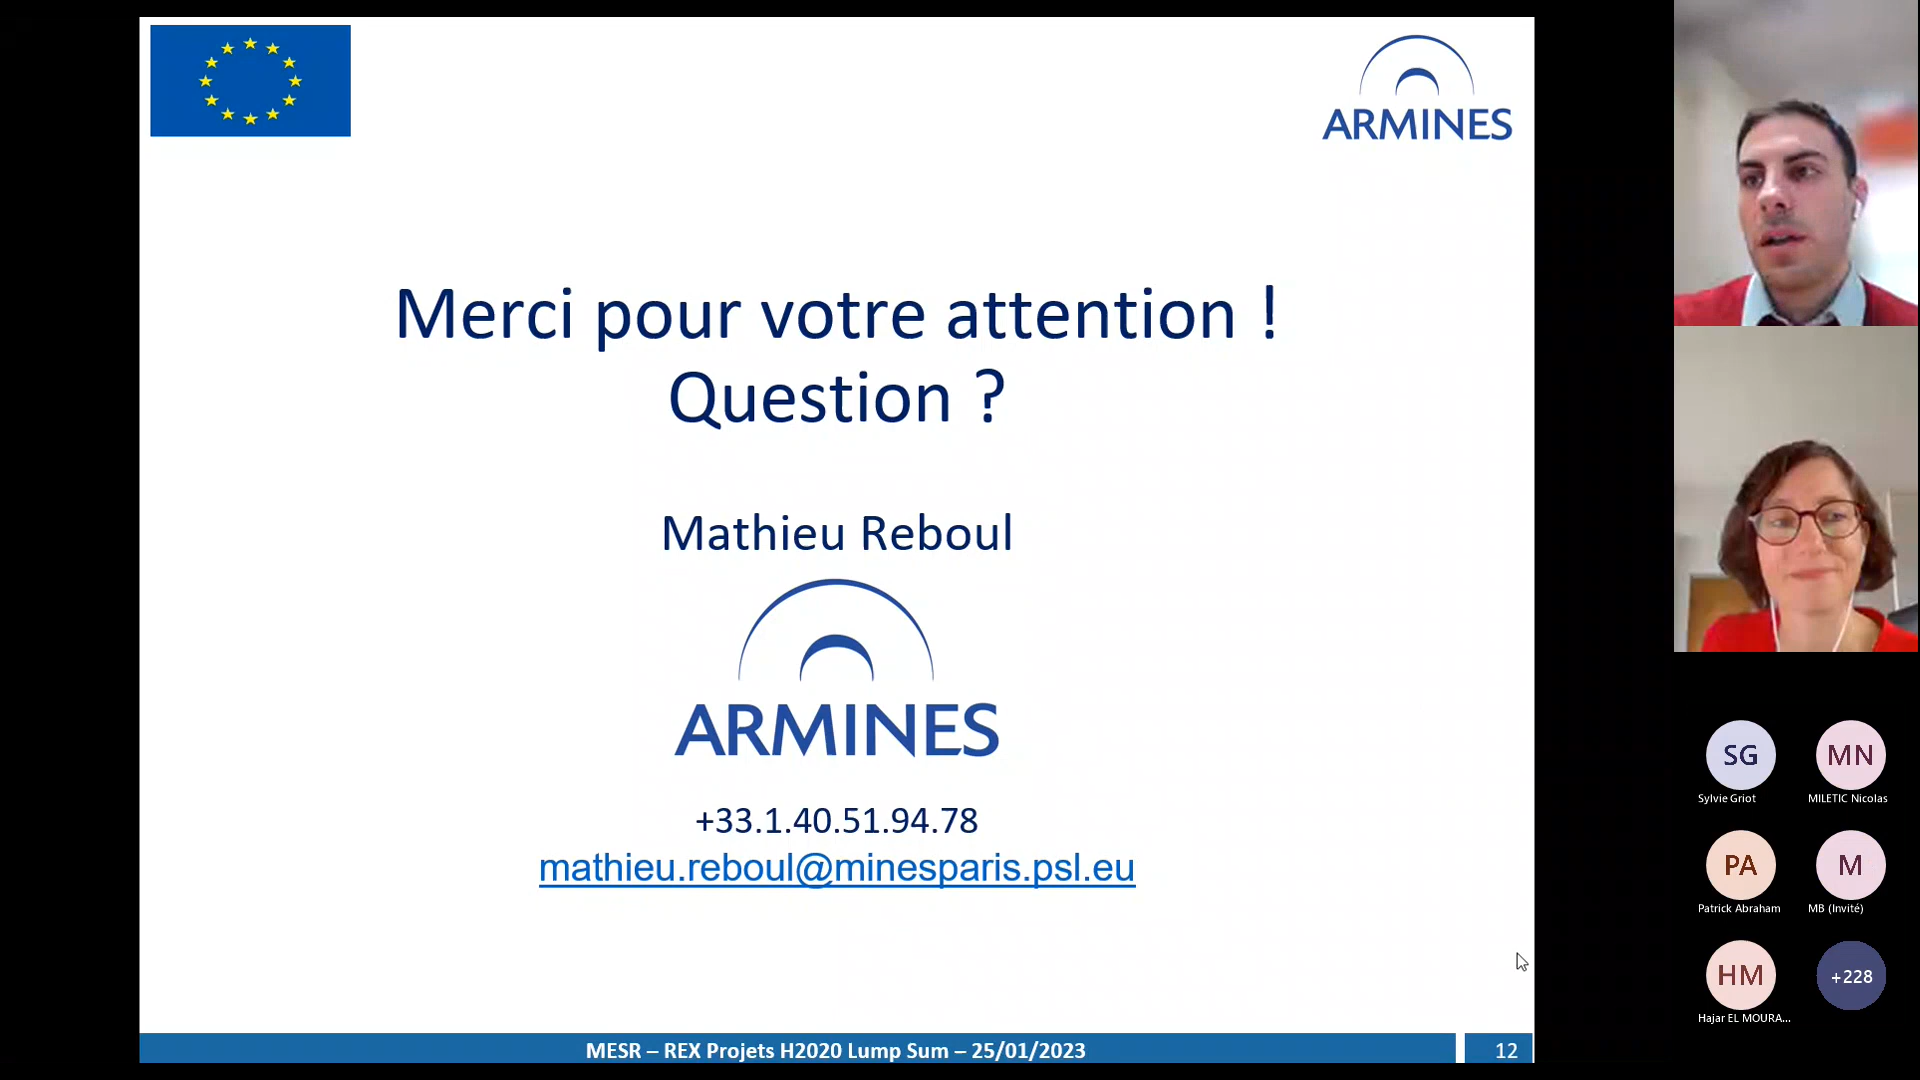 ARMINES
Merci pour votre attention !
Question ?
Mathieu Reboul
ARMINES
+33.1.40.51.94.78
mathieu.reboul@minesparis.psl.eu
MESR – REX Projets H2020 Lump Sum – 25/01/2023
12
SG
Sylvie Griot
MN
MILETIC Nicolas
PA
Patrick Abraham
M
MB (Invité)
HM
Hajar EL MOURA...
+228